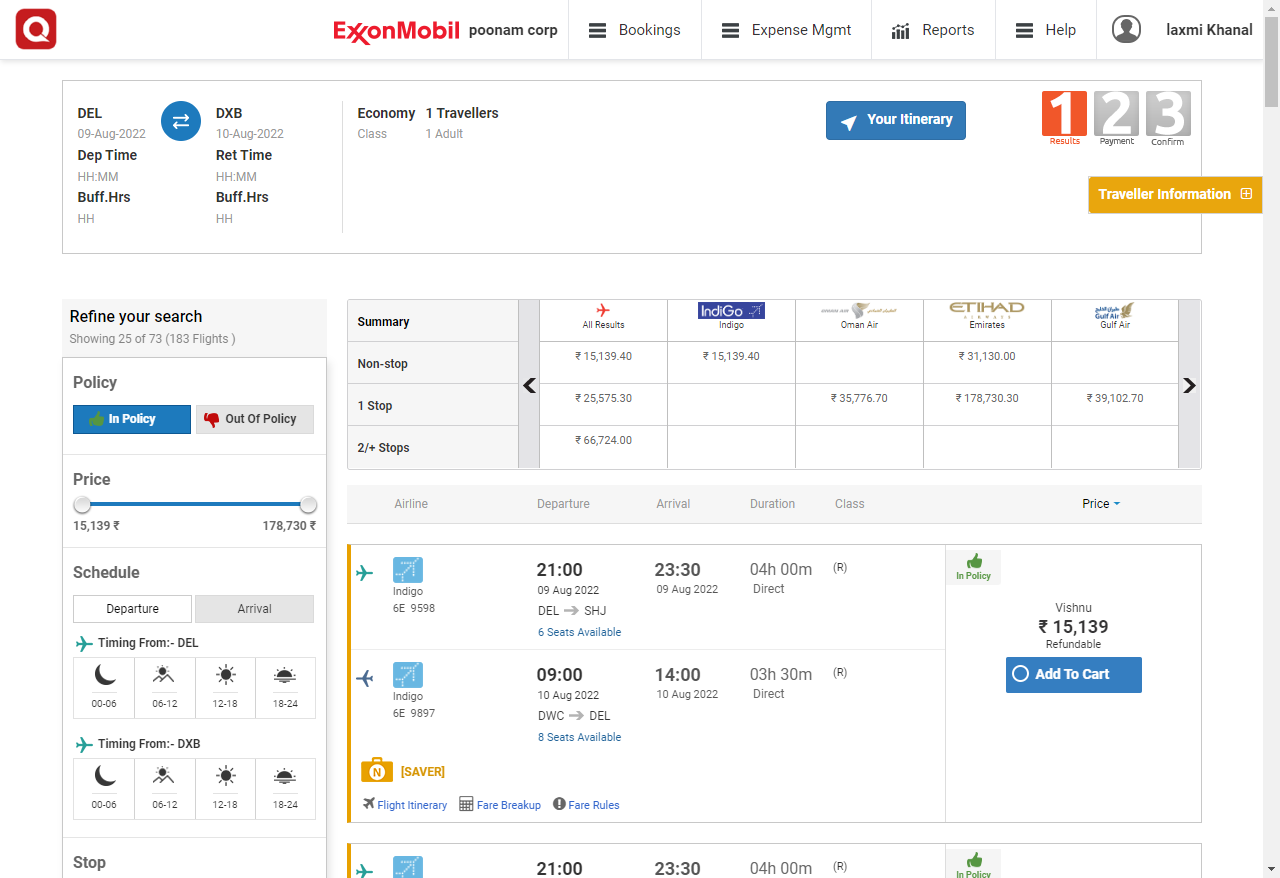 Q
ExxonMobil poonam corp Bookings Expense Mgmt Reports Help laxmi Khanal
DEL DXB Economy 1 Travellers
09-Aug-2022 10-Aug-2022 Class 1 Adult
Dep Time Ret Time
HH:MM HH:MM
Buff.Hrs Buff.Hrs
HH HH
Your Itinerary
1 2 3
Results Payment Confirm
Traveller Information
Refine your search
Showing 25 of 73 (183 Flights )
Policy
In Policy Out Of Policy
Price
15,139 ₹ 178,730 ₹
Schedule
Departure Arrival
Timing From:- DEL
00-06 06-12 12-18 18-24
Timing From:- DXB
00-06 06-12 12-18 18-24
Stop
IndiGo OMAN AIR ETIHAD
AIRWAYS
طيران الخليج
Gulf Air
Summary All Results Indigo Oman Air Emirates Gulf Air
Non-stop ₹ 15,139.40 ₹ 15,139.40 ₹ 31,130.00
1 Stop ₹ 25,575.30 ₹ 35,776.70 ₹ 178,730.30 ₹ 39,102.70
2/+ Stops ₹ 66,724.00
Airline Departure Arrival Duration Class Price
21:00 23:30 04h 00m (R)
Indigo 09 Aug 2022 09 Aug 2022 Direct
6E 9598 DEL SHJ
6 Seats Available
09:00 14:00 03h 30m (R)
Indigo 10 Aug 2022 10 Aug 2022 Direct
6E 9897 DWC DEL
8 Seats Available
N [SAVER]
Flight Itinerary Fare Breakup Fare Rules
In Policy
Vishnu
₹ 15,139
Refundable
Add To Cart
21:00 23:30 04h 00m (R)
In Policy